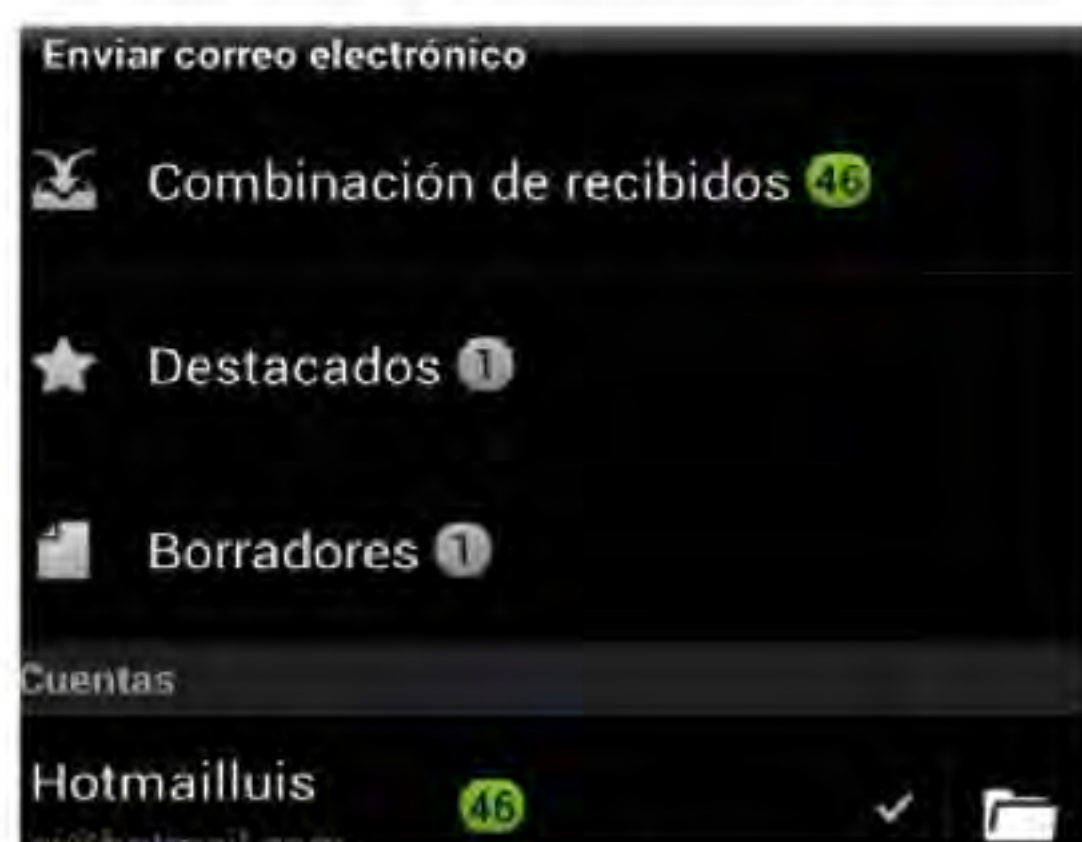 Enviar correo electrónico
Combinación de recibidos 46
Destacados 1
Borradores 1
Cuentas
Hotmailluis 46